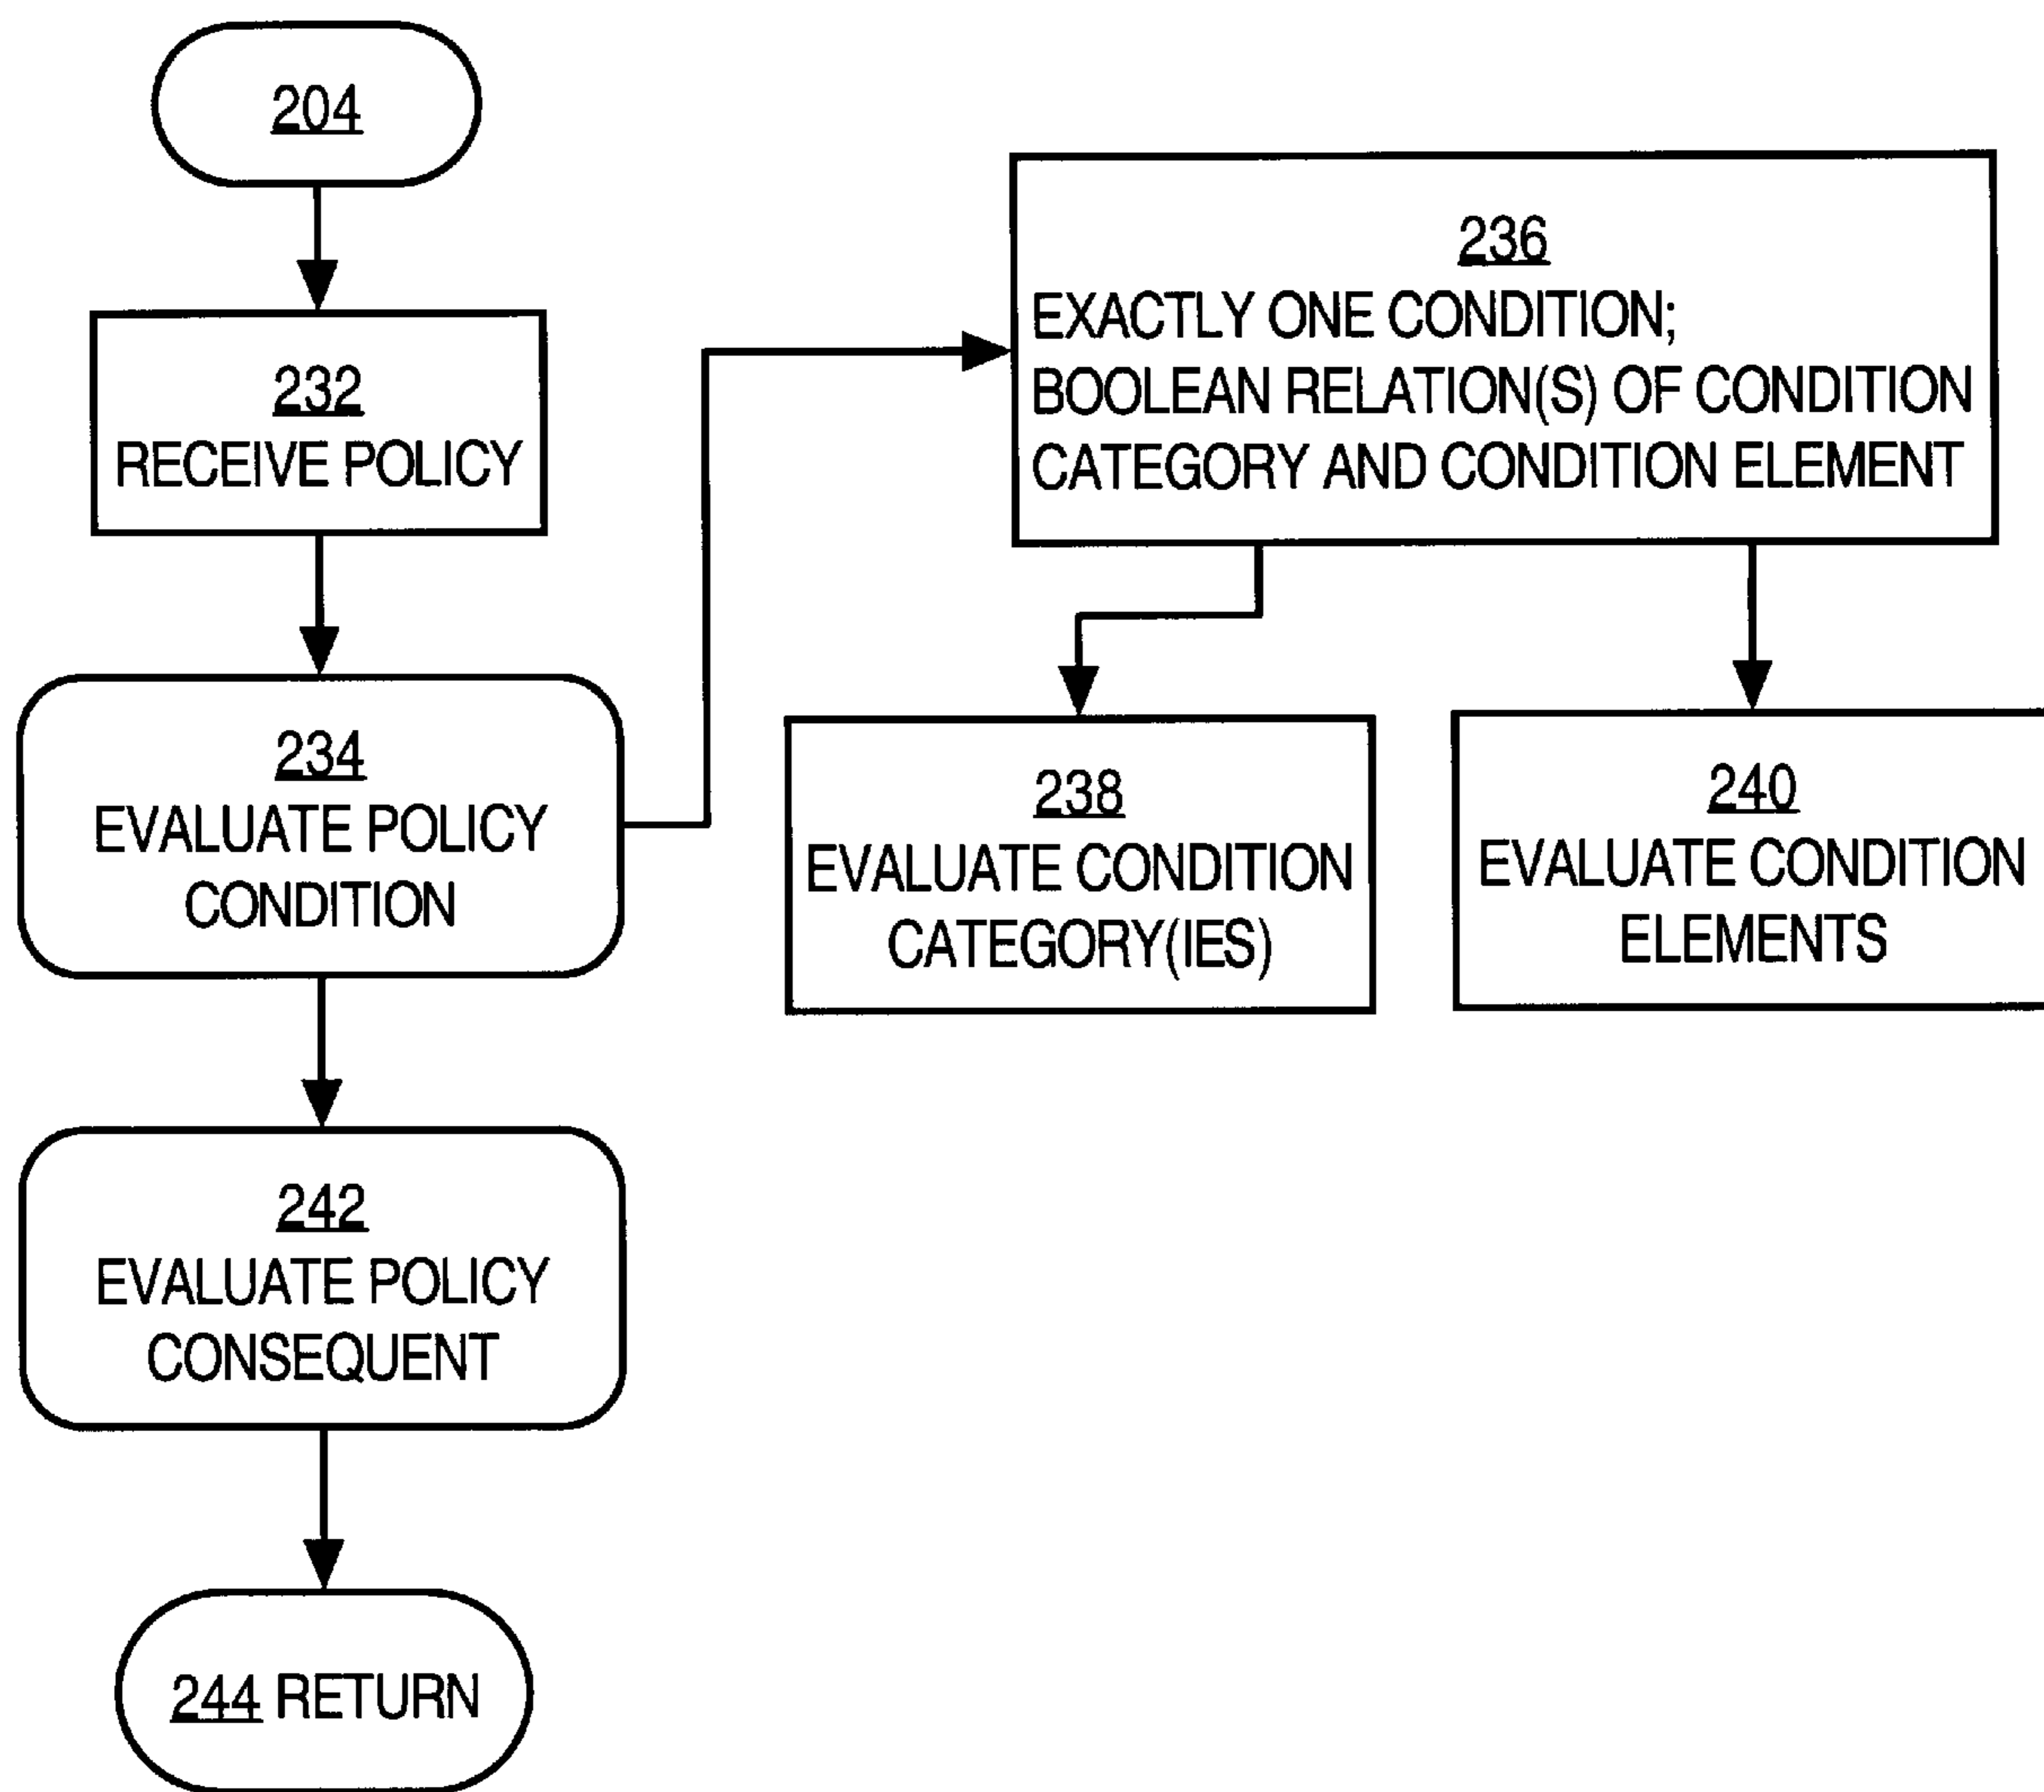 204
232
RECEIVE POLICY
234
EVALUATE POLICY
CONDITION
242
EVALUATE POLICY
CONSEQUENT
244 RETURN
236
EXACTLY ONE CONDITION;
BOOLEAN RELATION(S) OF CONDITION
CATEGORY AND CONDITION ELEMENT
238
EVALUATE CONDITION
CATEGORY(IES)
240
EVALUATE CONDITION
ELEMENTS